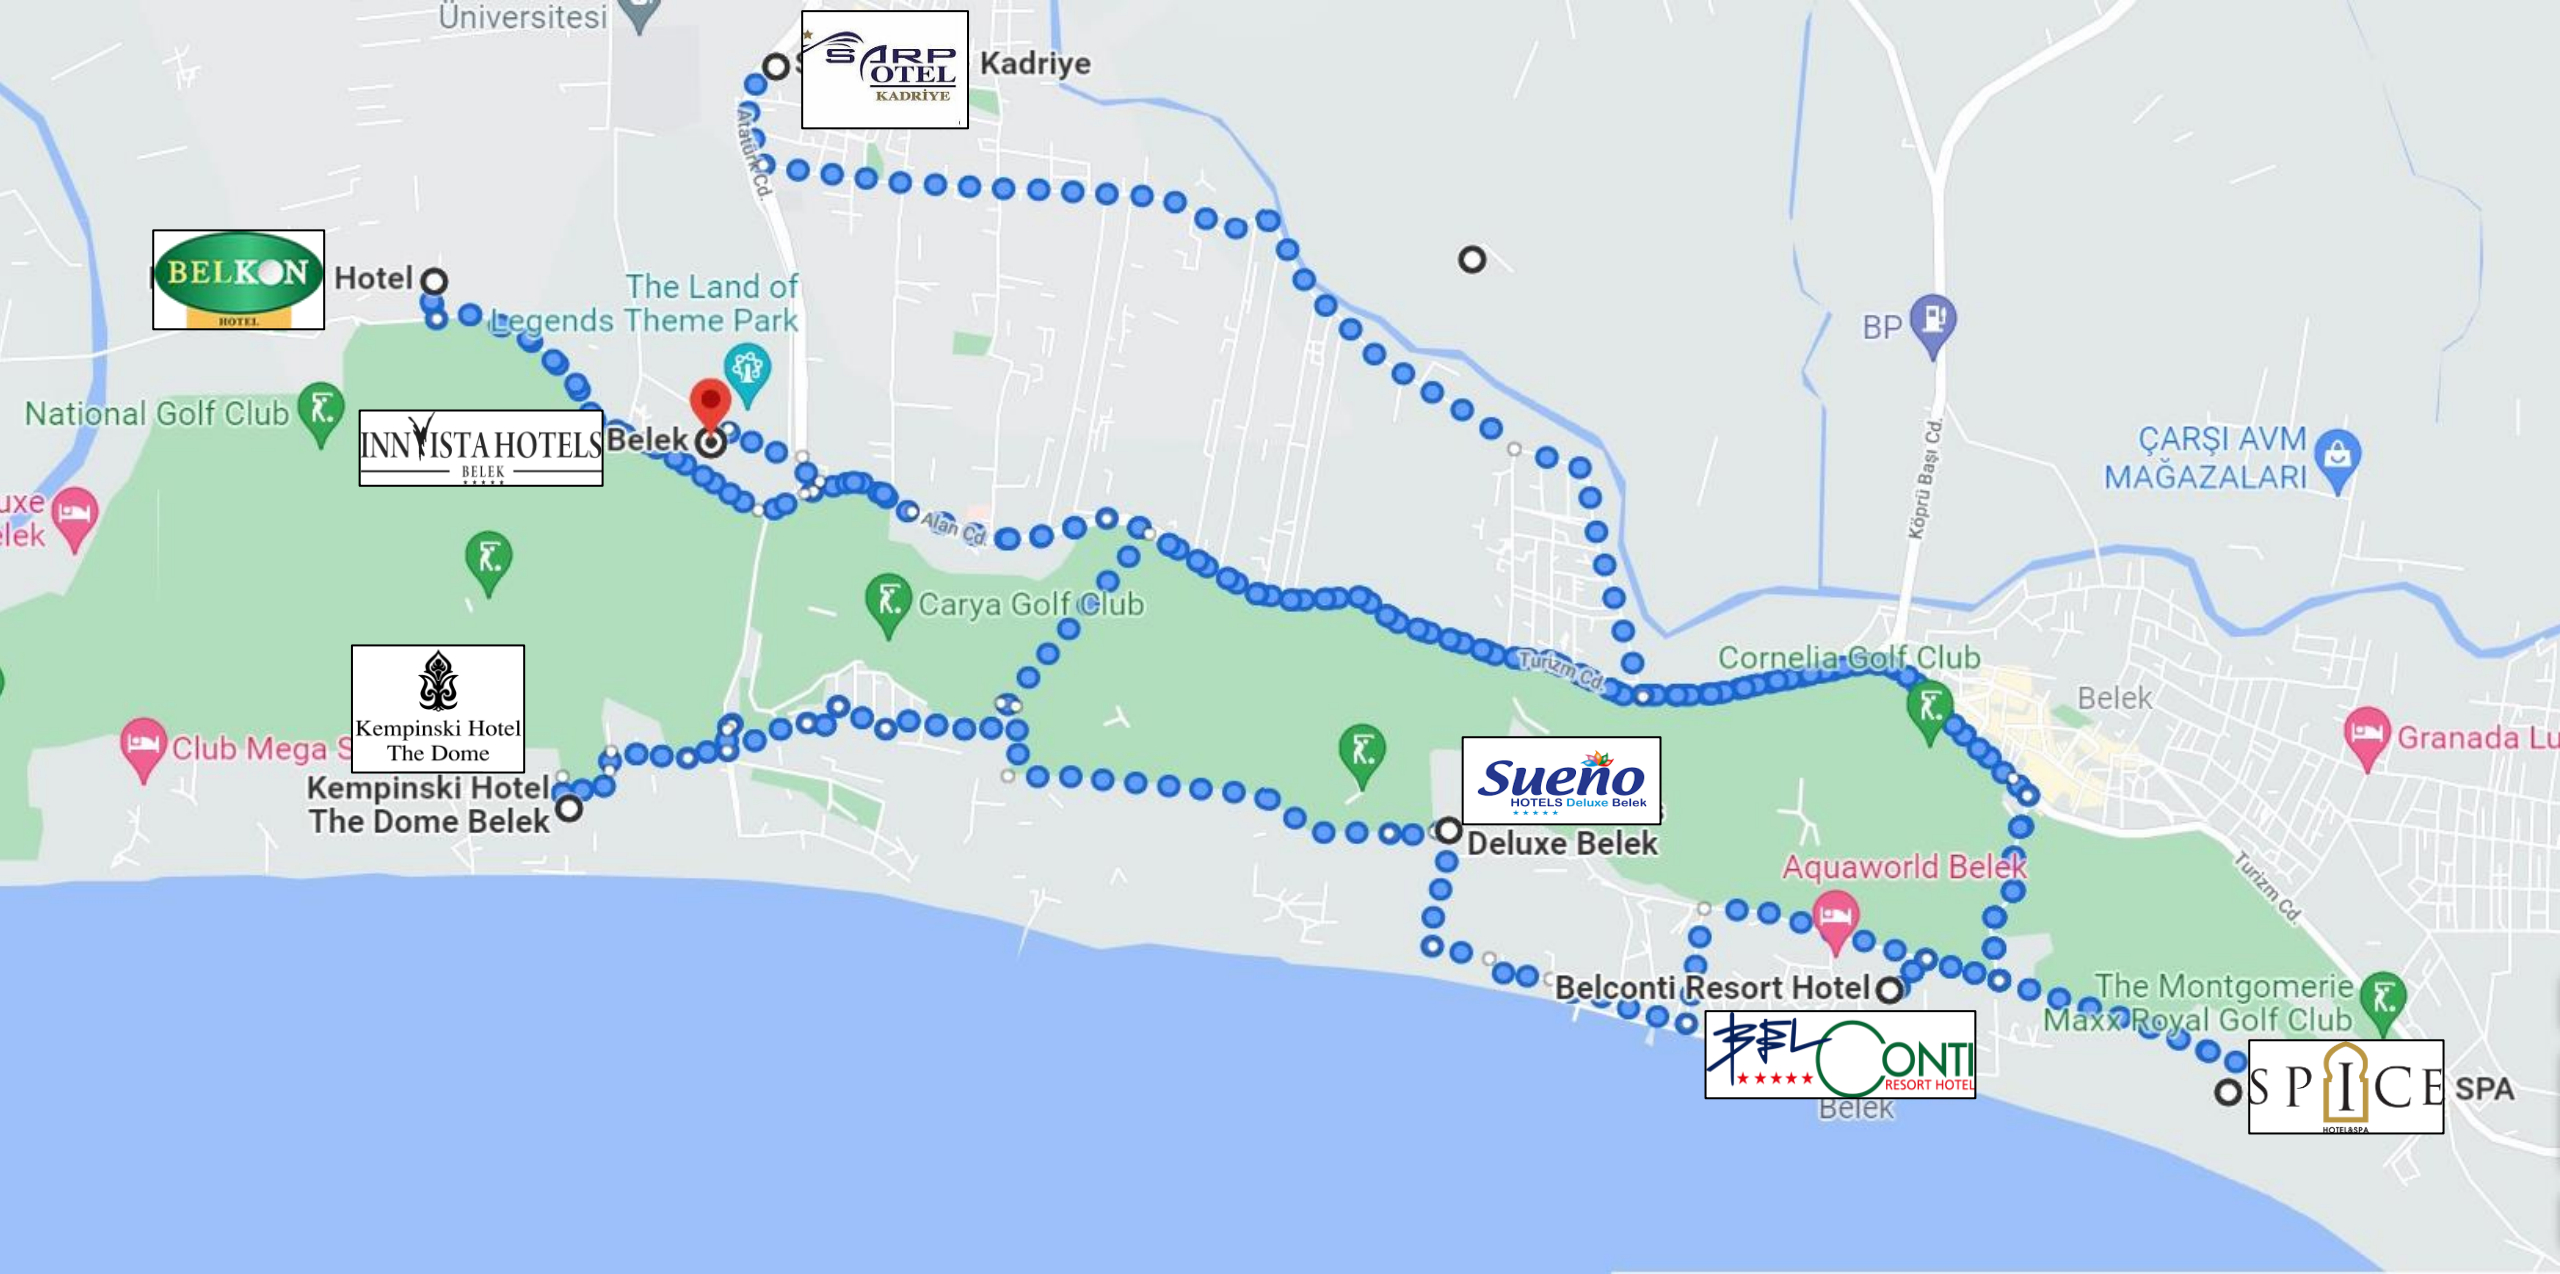 Üniversitesi
SARP
OTEL
KADRİYE
Kadriye
Atatürk Cd.
BELKON
HOTEL
Hotel
The Land of
Legends Theme Park
BP
National Golf Club
INNVISTA HOTELS
BELEK
Belek
Köprü Başı Cd.
ÇARŞI AVM
MAĞAZALARI
uxe
elek
Alan Cd.
Carya Golf Club
Turizm Cd.
Cornelia Golf Club
Belek
Kempinski Hotel
The Dome
Club Mega S
Kempinski Hotel
The Dome Belek
Granada Lu
Sueño
HOTELS Deluxe Belek
Deluxe Belek
Aquaworld Belek
Turizm Cd.
Belconti Resort Hotel
The Montgomerie
Maxx Royal Golf Club
BELCONTI
RESORT HOTEL
Belek
SPICE
HOTEL&SPA
SPA